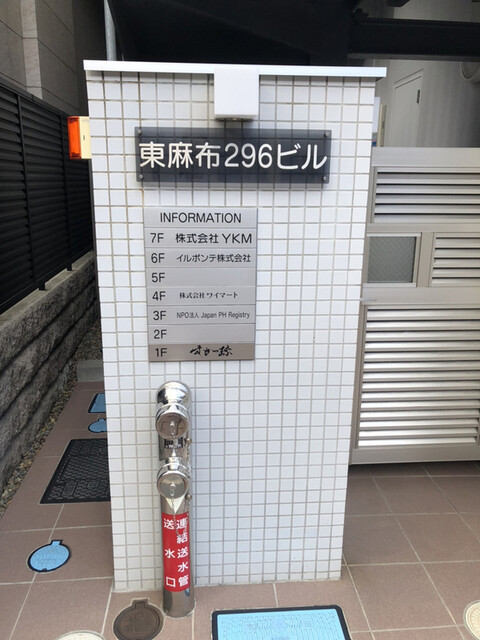 東麻布296ビル
INFORMATION
7F 株式会社 YKM
6F イルポンテ株式会社
5F
4F 株式会社 ワイマート
3F NPO法人 Japan PH Registry
2F
1F
連結送水管
送水口